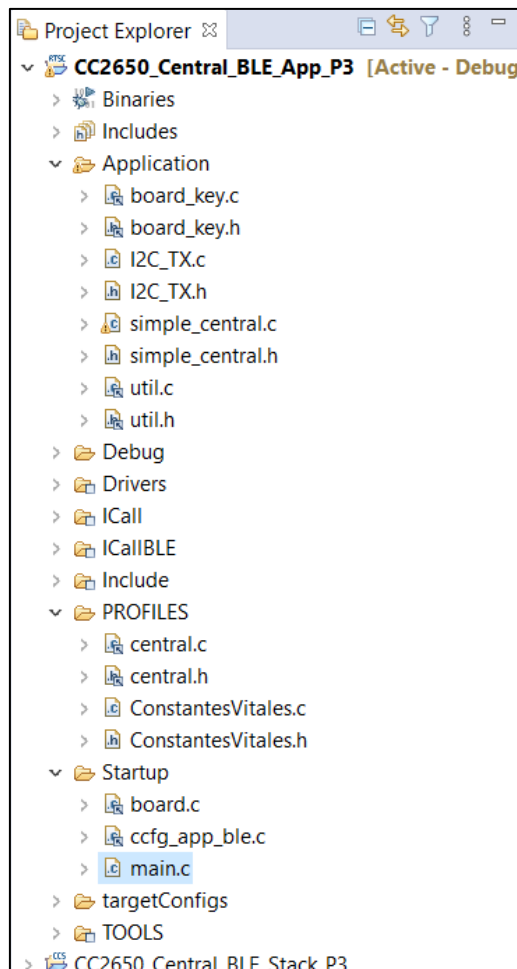 Project Explorer
CC2650_Central_BLE_App_P3 [Active - Debug
Binaries
Includes
Application
board_key.c
board_key.h
I2C_TX.c
I2C_TX.h
simple_central.c
simple_central.h
util.c
util.h
Debug
Drivers
ICall
ICallBLE
Include
PROFILES
central.c
central.h
ConstantesVitales.c
ConstantesVitales.h
Startup
board.c
ccfg_app_ble.c
main.c
targetConfigs
TOOLS
CC2650_Central_BLE_Stack_P3